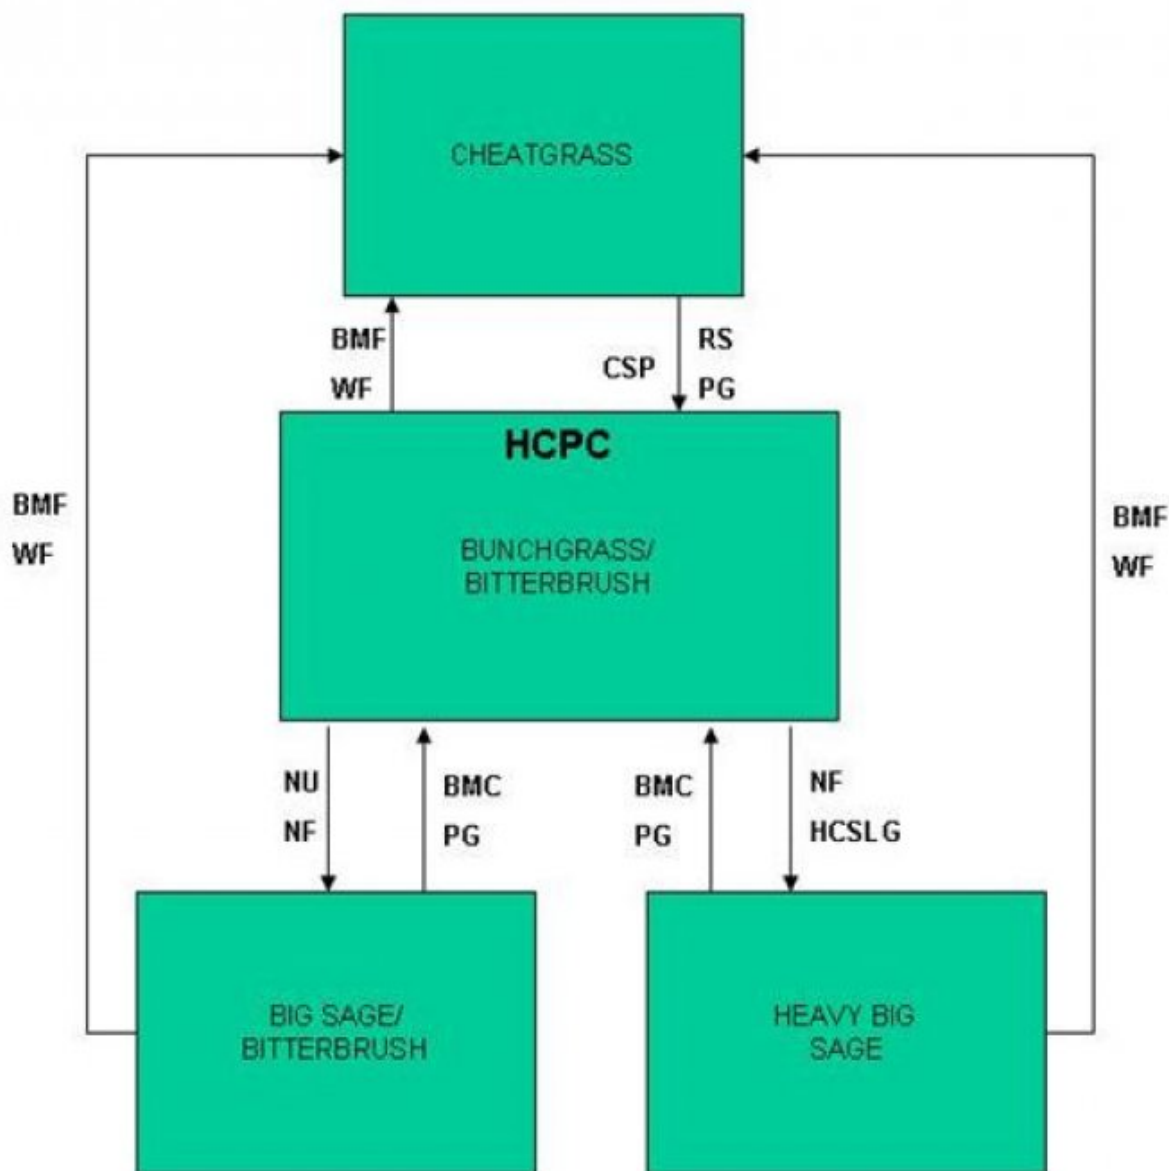 CHEATGRASS
BMF
WF
CSP
RS
PG
HCPC
BUNCHGRASS/
BITTERBRUSH
BMF
WF
BMF
WF
NU
NF
BMC
PG
BMC
PG
NF
HCSLG
BIG SAGE/
BITTERBRUSH
HEAVY BIG
SAGE